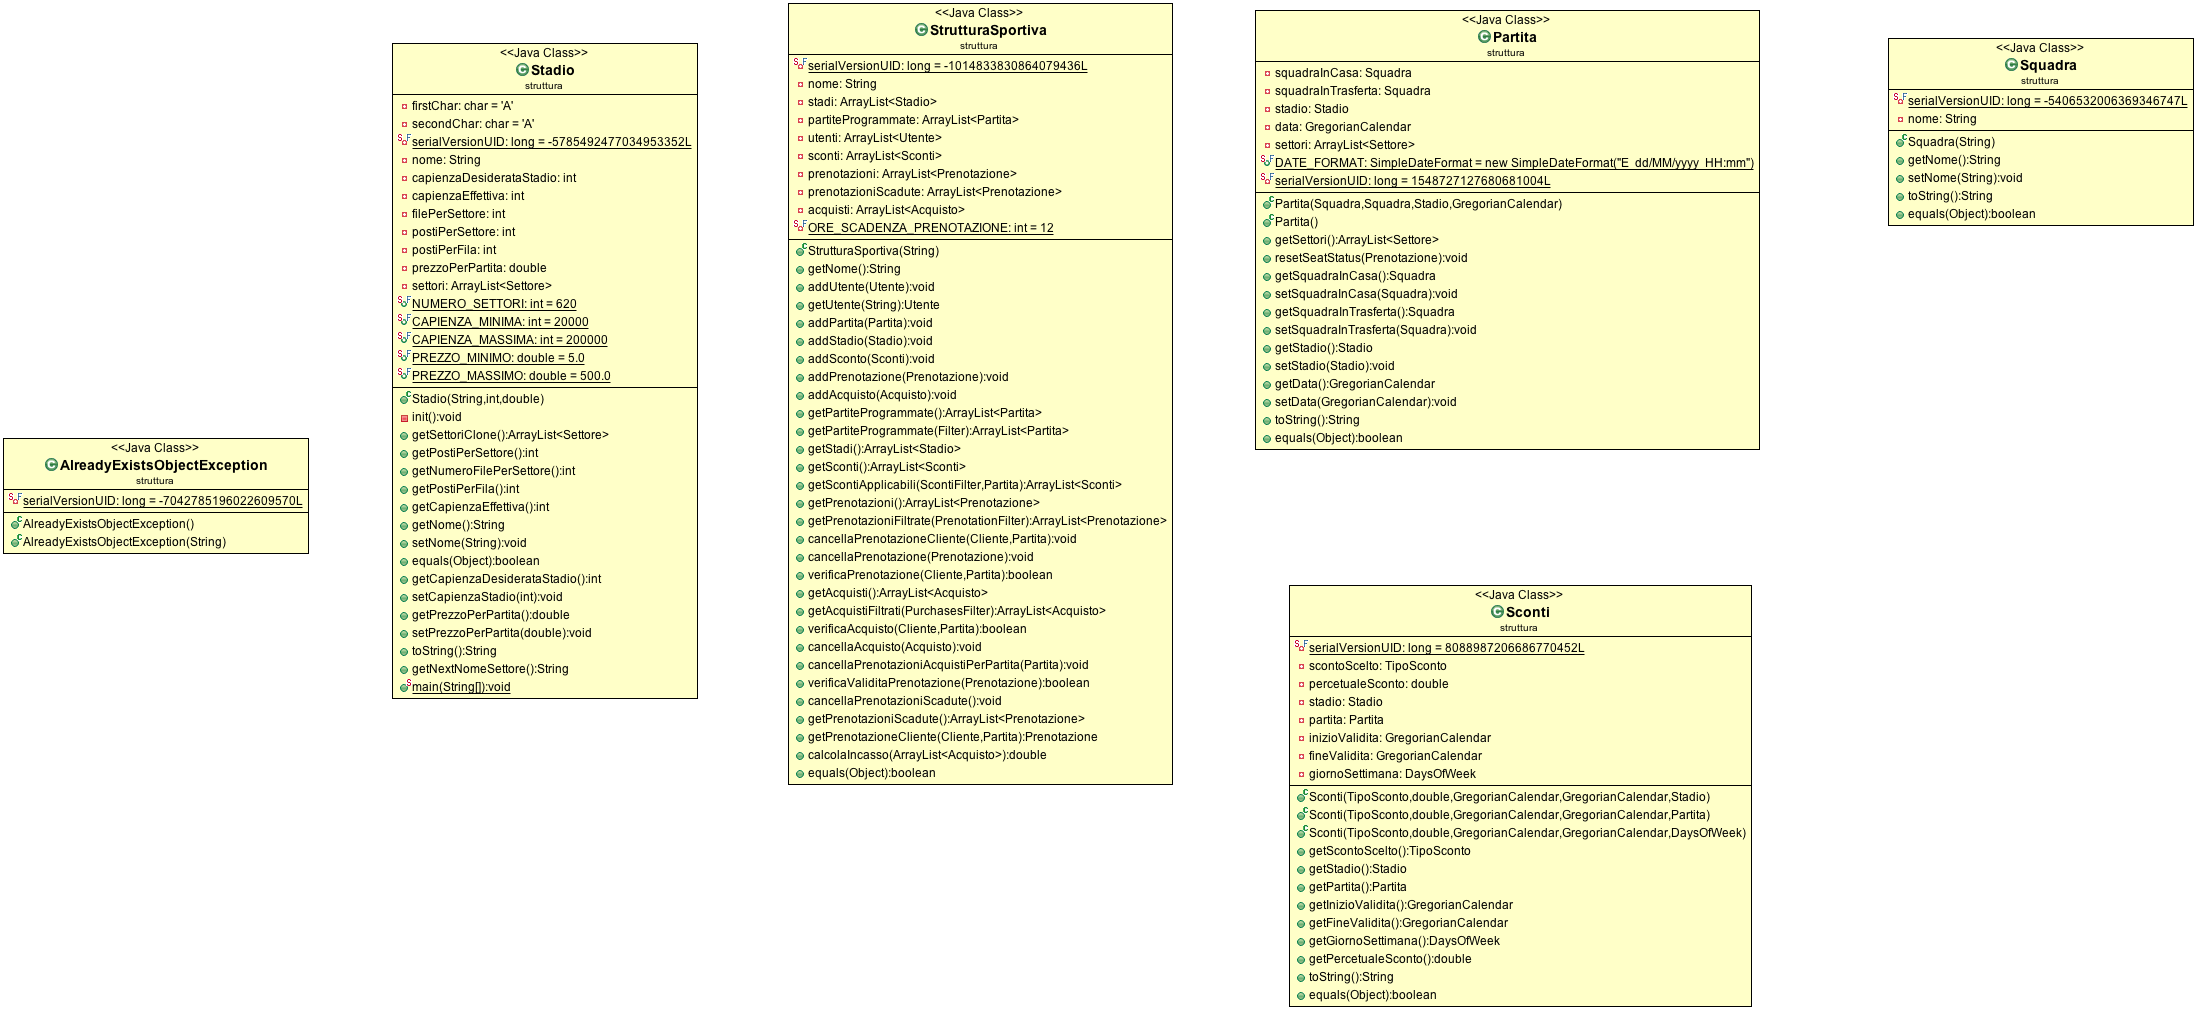 <<Java Class>>
AlreadyExistsObjectException
struttura
serialVersionUID: long = -7042785196022609570L
AlreadyExistsObjectException()
AlreadyExistsObjectException(String)
<<Java Class>>
Stadio
struttura
firstChar: char = 'A'
secondChar: char = 'A'
serialVersionUID: long = -5785492477034953352L
nome: String
capienzaDesiderataStadio: int
capienzaEffettiva: int
filePerSettore: int
postiPerSettore: int
postiPerFila: int
prezzoPerPartita: double
settori: ArrayList<Settore>
NUMERO_SETTORI: int = 620
CAPIENZA_MINIMA: int = 20000
CAPIENZA_MASSIMA: int = 200000
PREZZO_MINIMO: double = 5.0
PREZZO_MASSIMO: double = 500.0
Stadio(String,int,double)
init():void
getSettoriClone():ArrayList<Settore>
getPostiPerSettore():int
getNumeroFilePerSettore():int
getPostiPerFila():int
getCapienzaEffettiva():int
getNome():String
setNome(String):void
equals(Object):boolean
getCapienzaDesiderataStadio():int
setCapienzaStadio(int):void
getPrezzoPerPartita():double
setPrezzoPerPartita(double):void
toString():String
getNextNomeSettore():String
main(String[]):void
<<Java Class>>
StrutturaSportiva
struttura
serialVersionUID: long = -1014833830864079436L
nome: String
stadi: ArrayList<Stadio>
partiteProgrammate: ArrayList<Partita>
utenti: ArrayList<Utente>
sconti: ArrayList<Sconti>
prenotazioni: ArrayList<Prenotazione>
prenotazioniScadute: ArrayList<Prenotazione>
acquisti: ArrayList<Acquisto>
ORE_SCADENZA_PRENOTAZIONE: int = 12
StrutturaSportiva(String)
getNome():String
addUtente(Utente):void
getUtente(String):Utente
addPartita(Partita):void
addStadio(Stadio):void
addSconto(Sconti):void
addPrenotazione(Prenotazione):void
addAcquisto(Acquisto):void
getPartiteProgrammate():ArrayList<Partita>
getPartiteProgrammate(Filter):ArrayList<Partita>
getStadi():ArrayList<Stadio>
getSconti():ArrayList<Sconti>
getScontiApplicabili(ScontiFilter,Partita):ArrayList<Sconti>
getPrenotazioni():ArrayList<Prenotazione>
getPrenotazioniFiltrate(PrenotationFilter):ArrayList<Prenotazione>
cancellaPrenotazioneCliente(Cliente,Partita):void
cancellaPrenotazione(Prenotazione):void
verificaPrenotazione(Cliente,Partita):boolean
getAcquisti():ArrayList<Acquisto>
getAcquistiFiltrati(PurchasesFilter):ArrayList<Acquisto>
verificaAcquisto(Cliente,Partita):boolean
cancellaAcquisto(Acquisto):void
cancellaPrenotazioniAcquistiPerPartita(Partita):void
verificaValiditaPrenotazione(Prenotazione):boolean
cancellaPrenotazioniScadute():void
getPrenotazioniScadute():ArrayList<Prenotazione>
getPrenotazioneCliente(Cliente,Partita):Prenotazione
calcolaIncasso(ArrayList<Acquisto>):double
equals(Object):boolean
<<Java Class>>
Partita
struttura
squadraInCasa: Squadra
squadraInTrasferta: Squadra
stadio: Stadio
data: GregorianCalendar
settori: ArrayList<Settore>
DATE_FORMAT: SimpleDateFormat = new SimpleDateFormat("E dd/MM/yyyy HH:mm")
serialVersionUID: long = 1548727127680681004L
Partita(Squadra,Squadra,Stadio,GregorianCalendar)
Partita()
getSettori():ArrayList<Settore>
resetSeatStatus(Prenotazione):void
getSquadraInCasa():Squadra
setSquadraInCasa(Squadra):void
getSquadraInTrasferta():Squadra
setSquadraInTrasferta(Squadra):void
getStadio():Stadio
setStadio(Stadio):void
getData():GregorianCalendar
setData(GregorianCalendar):void
toString():String
equals(Object):boolean
<<Java Class>>
Sconti
struttura
serialVersionUID: long = 8088987206686770452L
scontoScelto: TipoSconto
percetualeSconto: double
stadio: Stadio
partita: Partita
inizioValidita: GregorianCalendar
fineValidita: GregorianCalendar
giornoSettimana: DaysOfWeek
Sconti(TipoSconto,double,GregorianCalendar,GregorianCalendar,Stadio)
Sconti(TipoSconto,double,GregorianCalendar,GregorianCalendar,Partita)
Sconti(TipoSconto,double,GregorianCalendar,GregorianCalendar,DaysOfWeek)
getScontoScelto():TipoSconto
getStadio():Stadio
getPartita():Partita
getInizioValidita():GregorianCalendar
getFineValidita():GregorianCalendar
getGiornoSettimana():DaysOfWeek
getPercetualeSconto():double
toString():String
equals(Object):boolean
<<Java Class>>
Squadra
struttura
serialVersionUID: long = -5406532006369346747L
nome: String
Squadra(String)
getNome():String
setNome(String):void
toString():String
equals(Object):boolean